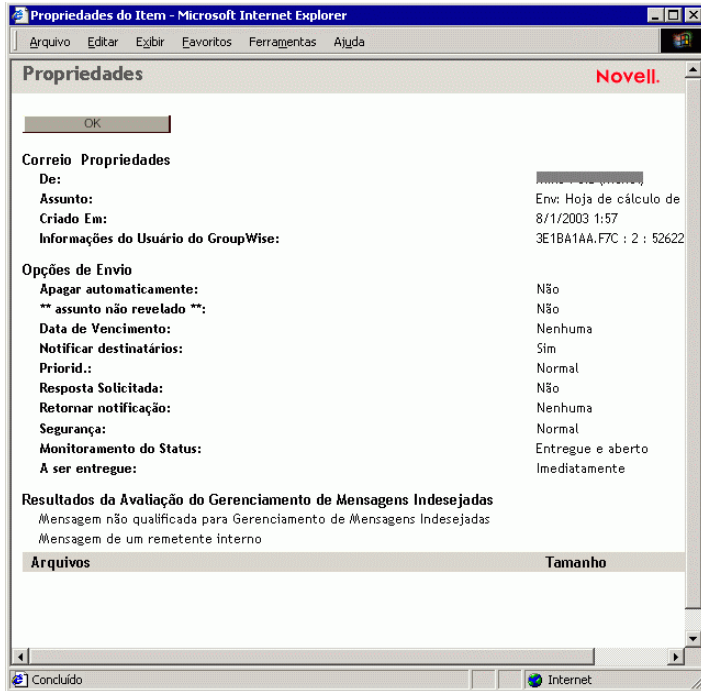 Propriedades do Item - Microsoft Internet Explorer
Arquivo Editar Exibir Favoritos Ferramentas Ajuda
Propriedades Novell.
OK
Correio Propriedades
De:
Assunto: Env: Hoja de cálculo de
Criado Em: 8/1/2003 1:57
Informações do Usuário do GroupWise: 3E1BA1AA.F7C : 2 : 52622
Opções de Envio
Apagar automaticamente: Não
** assunto não revelado **: Não
Data de Vencimento: Nenhuma
Notificar destinatários: Sim
Priorid.: Normal
Resposta Solicitada: Não
Retornar notificação: Nenhuma
Segurança: Normal
Monitoramento do Status: Entregue e aberto
A ser entregue: Imediatamente
Resultados da Avaliação do Gerenciamento de Mensagens Indesejadas
Mensagem não qualificada para Gerenciamento de Mensagens Indesejadas
Mensagem de um remetente interno
Arquivos Tamanho
Concluído Internet